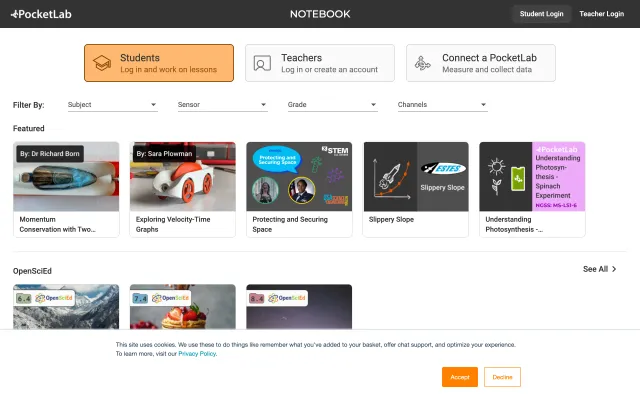 PocketLab
NOTEBOOK
Student Login
Teacher Login
Students
Log in and work on lessons
Teachers
Log in or create an account
Connect a PocketLab
Measure and collect data
Filter By:
Subject
Sensor
Grade
Channels
Featured
By: Dr Richard Born
Momentum
Conservation with Two...
By: Sara Plowman
Exploring Velocity-Time
Graphs
Protecting and
Securing Space
STEM
Protecting and Securing
Space
ESTES
Slippery Slope
Slippery Slope
PocketLab
Understanding
Photosyn-
thesis -
Spinach
Experiment
NGSS: MS-LS1-6
Understanding
Photosynthesis -...
OpenSciEd
See All
6.4
OpenSciEd
7.4
OpenSciEd
8.4
OpenSciEd
This site uses cookies. We use these to do things like remember what you've added to your basket, offer chat support, and optimize your experience.
To learn more, visit our Privacy Policy.
Accept
Decline